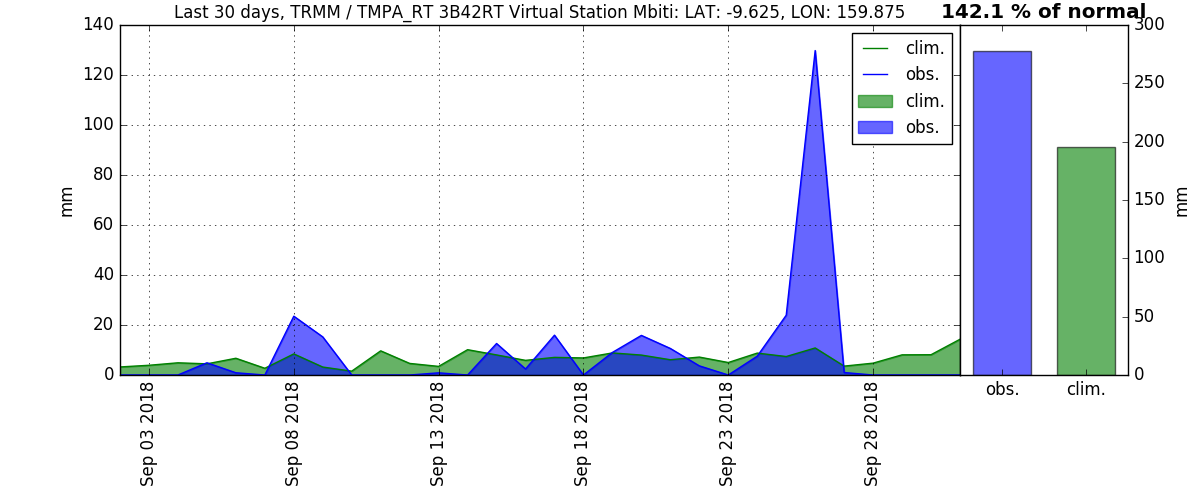 Last 30 days, TRMM / TMPA_RT 3B42RT Virtual Station Mbiti: LAT: -9.625, LON: 159.875
142.1 % of normal
140
120
100
80
60
40
20
0
mm
clim.
obs.
clim.
obs.
Sep 03 2018
Sep 08 2018
Sep 13 2018
Sep 18 2018
Sep 23 2018
Sep 28 2018
300
250
200
150
100
50
0
mm
obs.
clim.